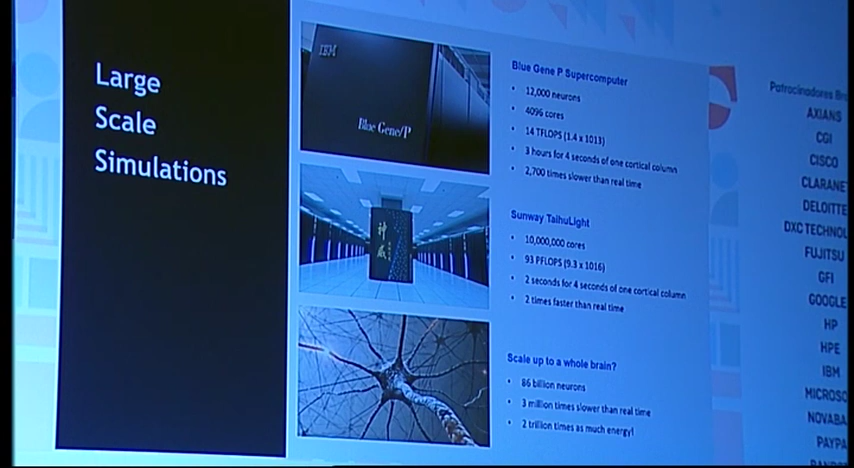 Large
Scale
Simulations
IBM
Blue Gene/P
神威
Blue Gene P Supercomputer
• 12,000 neurons
• 4096 cores
• 14 TFLOPS (1.4 x 1013)
• 3 hours for 4 seconds of one cortical column
• 2,700 times slower than real time
Sunway TaihuLight
• 10,000,000 cores
• 93 PFLOPS (9.3 x 1016)
• 2 seconds for 4 seconds of one cortical column
• 2 times faster than real time
Scale up to a whole brain?
• 86 billion neurons
• 3 million times slower than real time
• 2 trillion times as much energy!
Patrocinadores Bro
AXIANS
CGI
CISCO
CLARANE
DELOITTE
DXC TECHNOL
FUJITSU
GFI
GOOGLE
HP
HPE
IBM
MICROSO
NOVABA
PAYPA